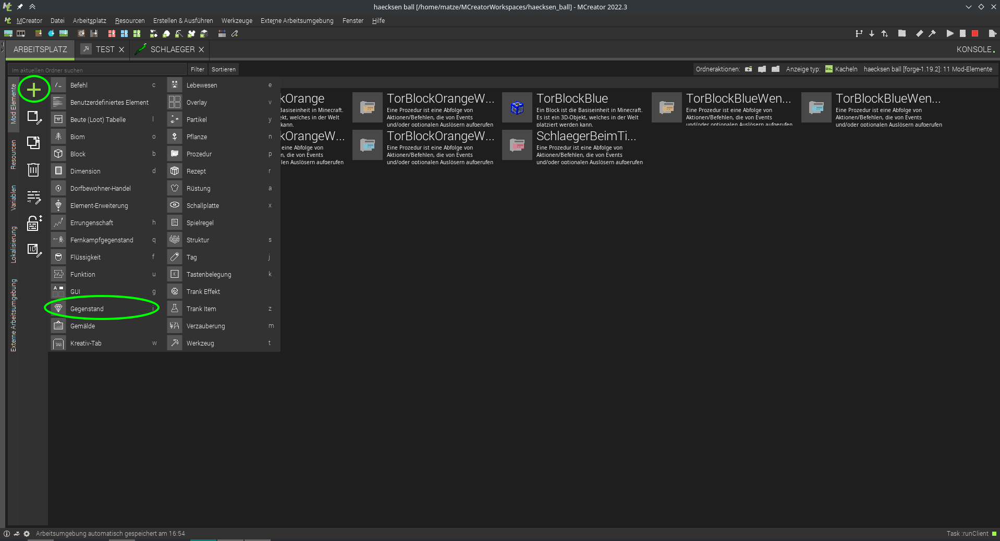 haecksen ball [/home/matze/MCreatorWorkspaces/haecksen_ball] - MCreator 2022.3
MCreator Datei Arbeitsplatz Resourcen Erstellen & Ausführen Werkzeuge Externe Arbeitsumgebung Fenster Hilfe
ARBEITSPLATZ TEST SCHLAEGER KONSOLE
Im aktuellen Ordner suchen Filter Sortieren Ordneraktionen: Anzeige typ: Kacheln haecksen ball [forge-1.19.2]: 11 Mod-Elemente
Mod Elemente
Resourcen
Variablen
Lokalisierung
Externe Arbeitsumgebung
Befehl c
Benutzerdefiniertes Element
Beute (Loot) Tabelle l
Biom o
Block b
Dimension d
Dorfbewohner-Handel
Element-Erweiterung
Errungenschaft h
Fernkampfgegenstand q
Flüssigkeit f
Funktion u
GUI g
Gegenstand i
Gemälde
Kreativ-Tab w
Lebewesen e
Overlay v
Partikel y
Pflanze n
Prozedur p
Rezept r
Rüstung a
Schallplatte x
Spielregel
Struktur s
Tag j
Tastenbelegung k
Trank Effekt
Trank Item z
Verzauberung m
Werkzeug t
kOrange
Basiseinheit in Minecraft.
ekt, welches in der Welt
kann.
TorBlockOrangeW...
Eine Prozedur ist eine Abfolge von
Aktionen/Befehlen, die von Events
und/oder optionalen Auslösern aufgerufen
TorBlockBlue
Ein Block ist die Basiseinheit in Minecraft.
Es ist ein 3D-Objekt, welches in der Welt
platziert werden kann.
TorBlockBlueWen...
Eine Prozedur ist eine Abfolge von
Aktionen/Befehlen, die von Events
und/oder optionalen Auslösern aufgerufen
TorBlockBlueWen...
Eine Prozedur ist eine Abfolge von
Aktionen/Befehlen, die von Events
und/oder optionalen Auslösern aufgerufen
kOrangeW...
eine Abfolge von
n, die von Events
len Auslösern aufgerufen
TorBlockOrangeW...
Eine Prozedur ist eine Abfolge von
Aktionen/Befehlen, die von Events
und/oder optionalen Auslösern aufgerufen
SchlaegerBeimTi...
Eine Prozedur ist eine Abfolge von
Aktionen/Befehlen, die von Events
und/oder optionalen Auslösern aufgerufen
Arbeitsumgebung automatisch gespeichert am 16:54 Task :runClient